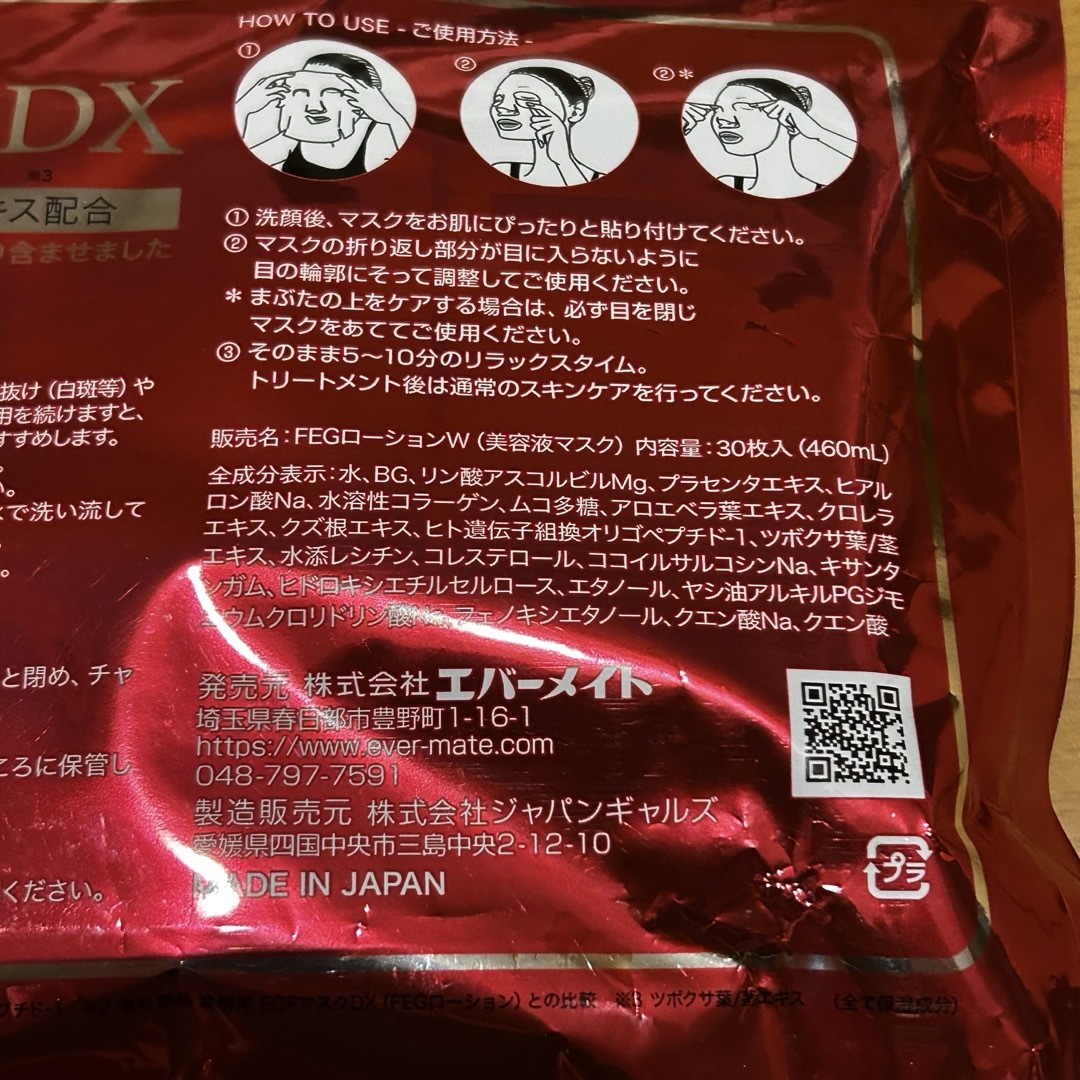 HOW TO USE - ご使用方法 -
① ② ②*
DX
※3
キス配合
り含ませました
① 洗顔後、マスクをお肌にぴったりと貼り付けてください。
② マスクの折り返し部分が目に入らないように
目の輪郭にそって調整してご使用ください。
* まぶたの上をケアする場合は、必ず目を閉じ
マスクをあててご使用ください。
③ そのまま5〜10分のリラックスタイム。
トリートメント後は通常のスキンケアを行ってください。
抜け（白斑等）や
用を続けますと、
すすめします。
い。
で洗い流して
販売名：FEGローションW（美容液マスク）内容量：30枚入（460mL）
全成分表示：水、BG、リン酸アスコルビルMg、プラセンタエキス、ヒアル
ロン酸Na、水溶性コラーゲン、ムコ多糖、アロエベラ葉エキス、クロレラ
エキス、クズ根エキス、ヒト遺伝子組換オリゴペプチド-1、ツボクサ葉/茎
エキス、水添レシチン、コレステロール、ココイルサルコシンNa、キサンタ
ンガム、ヒドロキシエチルセルロース、エタノール、ヤシ油アルキルPGジモ
ニウムクロリドリン酸Na、フェノキシエタノール、クエン酸Na、クエン酸
と閉め、チャ
ころに保管し
ください。
発売元 株式会社エバーメイト
埼玉県春日部市豊野町1-16-1
https://www.ever-mate.com
048-797-7591
製造販売元 株式会社ジャパンギャルズ
愛媛県四国中央市三島中央2-12-10
MADE IN JAPAN
プラ
プチド-1 ※2 EGFマスクDX（FEGローション）との比較 ※3 ツボクサ葉/茎エキス （全て保湿成分）